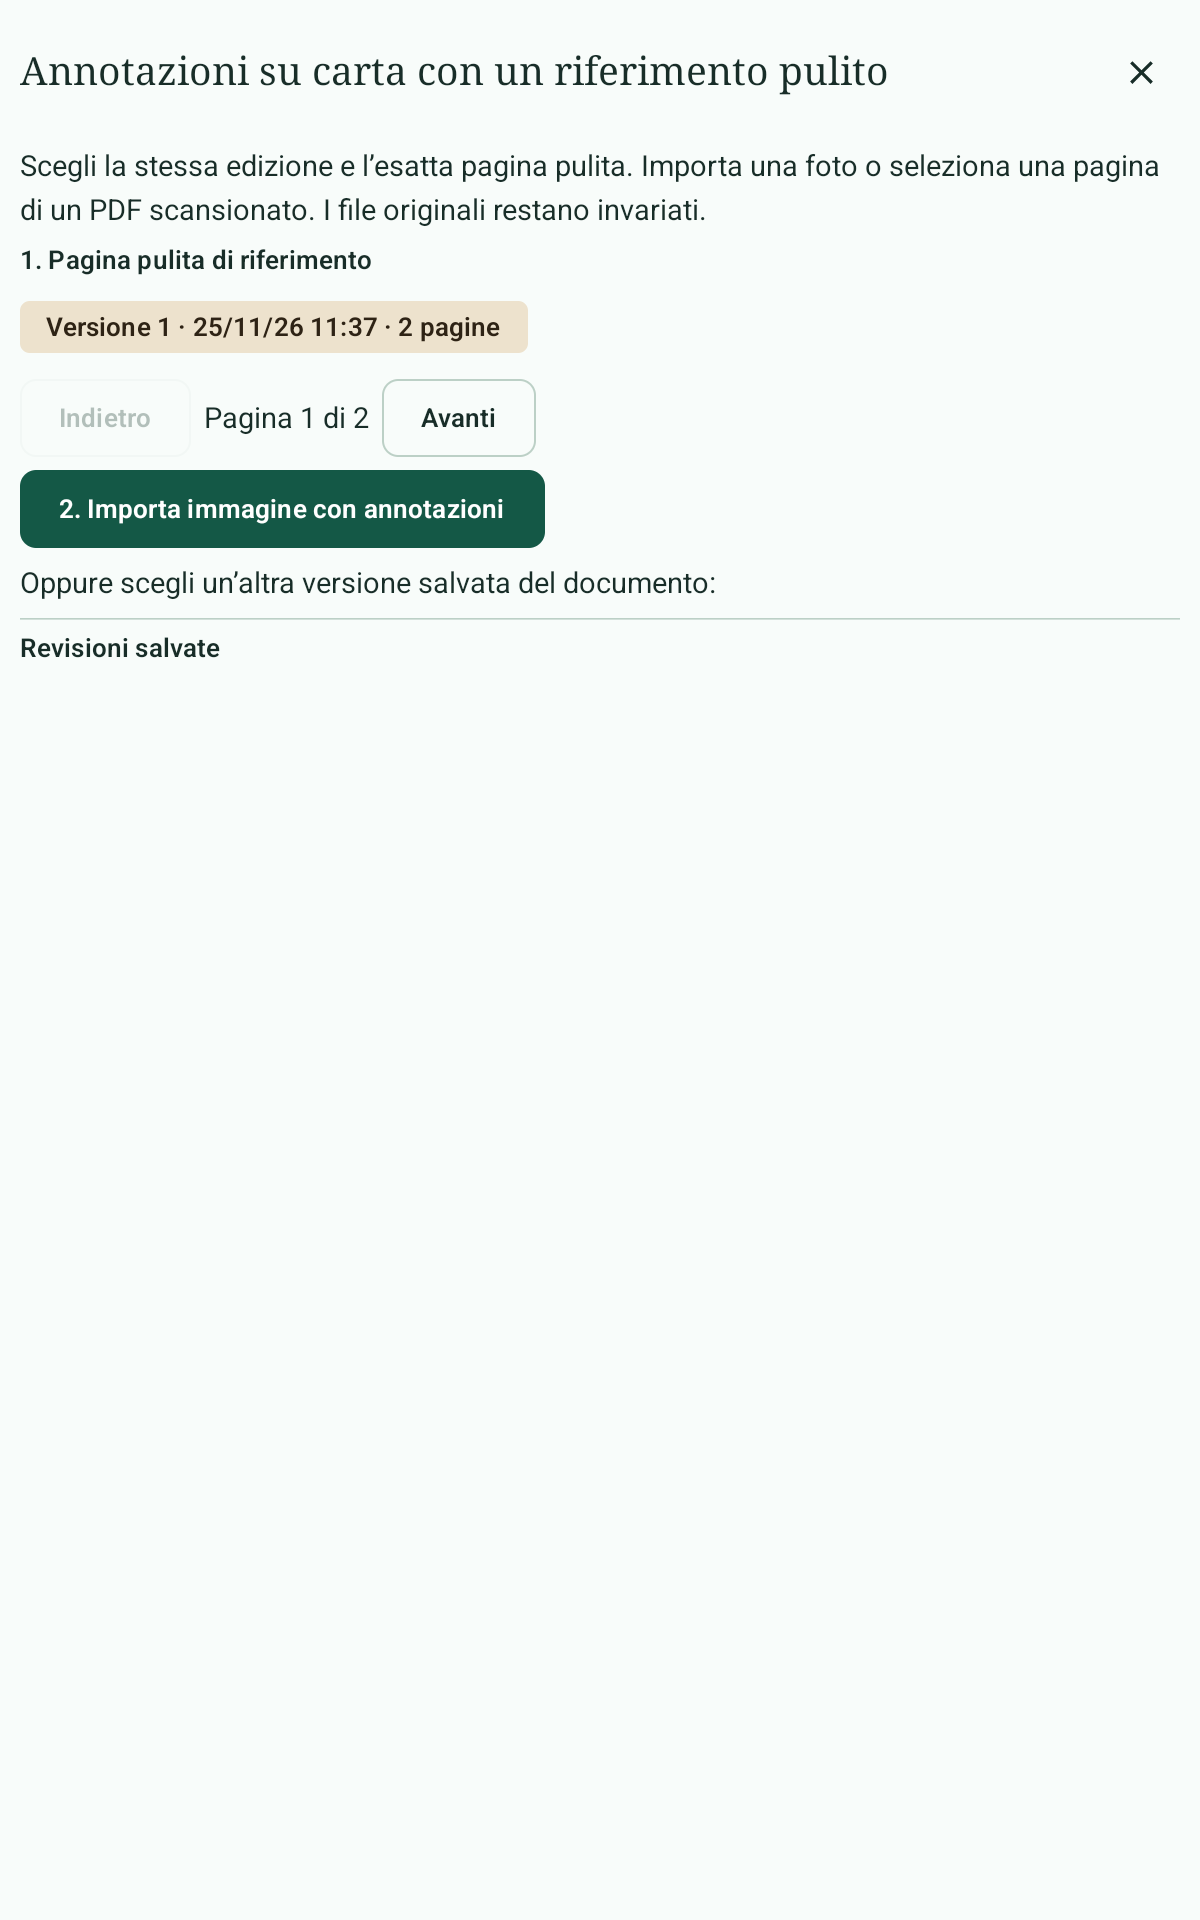 Annotazioni su carta con un riferimento pulito
Scegli la stessa edizione e l’esatta pagina pulita. Importa una foto o seleziona una pagina
di un PDF scansionato. I file originali restano invariati.
1. Pagina pulita di riferimento
Versione 1 · 25/11/26 11:37 · 2 pagine
Indietro Pagina 1 di 2 Avanti
2. Importa immagine con annotazioni
Oppure scegli un’altra versione salvata del documento:
Revisioni salvate